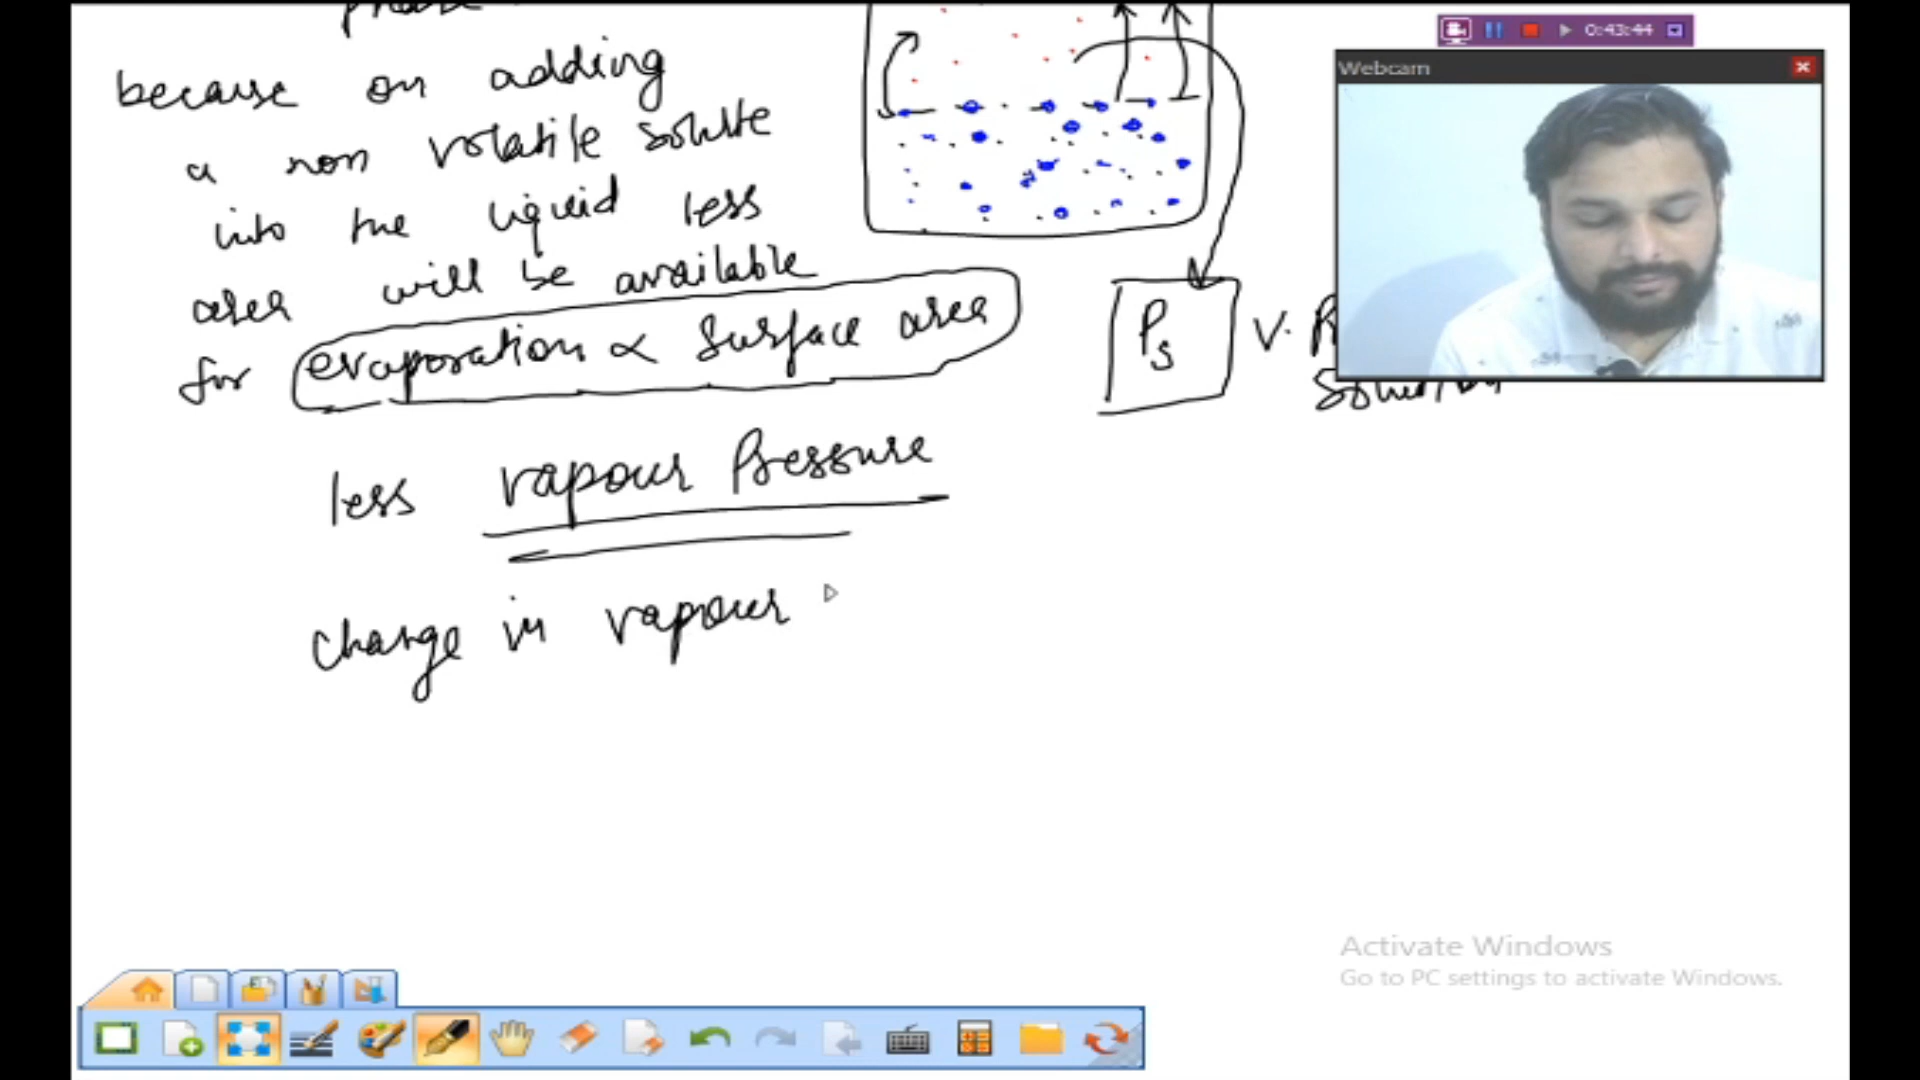 because on adding
a non volatile solute
into the liquid less
area will be available
for evaporation ∝ surface area
Ps V.
less vapour Pressure
change in vapour
0:43:44
Webcam
Activate Windows
Go to PC settings to activate Windows.